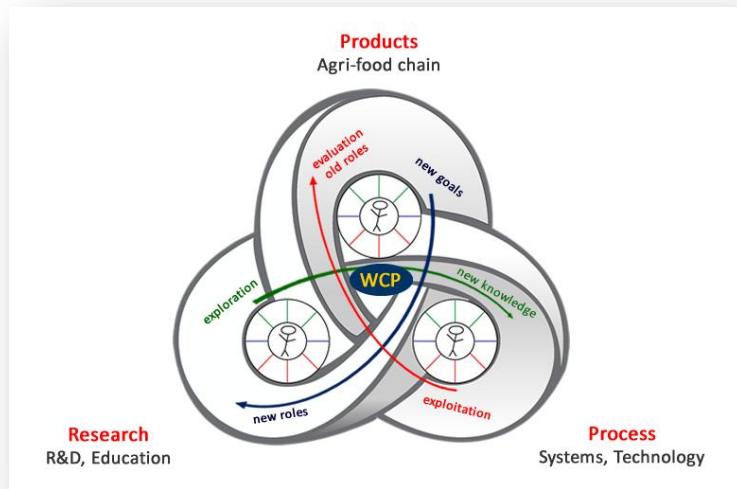 Products
Agri-food chain
evaluation
old roles
new goals
WCP
exploration
new knowledge
new roles
exploitation
Research
R&D, Education
Process
Systems, Technology